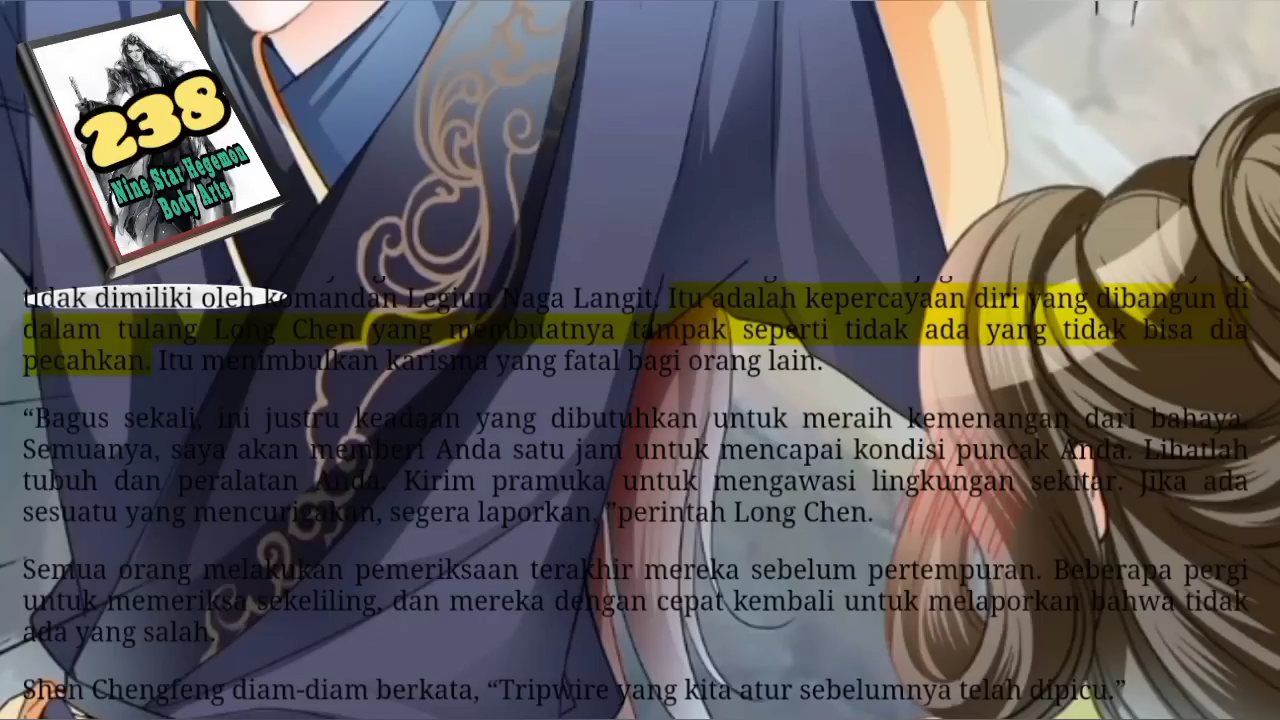 238
Nine Star Hegemon
Body Arts
tidak dimiliki oleh komandan Legiun Naga Langit. Itu adalah kepercayaan diri yang dibangun di
dalam tulang Long Chen yang membuatnya tampak seperti tidak ada yang tidak bisa dia
pecahkan. Itu menimbulkan karisma yang fatal bagi orang lain.
“Bagus sekali, ini justru keadaan yang dibutuhkan untuk meraih kemenangan dari bahaya.
Semuanya, saya akan memberi Anda satu jam untuk mencapai kondisi puncak Anda. Lihatlah
tubuh dan peralatan Anda. Kirim pramuka untuk mengawasi lingkungan sekitar. Jika ada
sesuatu yang mencurigakan, segera laporkan, ”perintah Long Chen.
Semua orang melakukan pemeriksaan terakhir mereka sebelum pertempuran. Beberapa pergi
untuk memeriksa sekeliling, dan mereka dengan cepat kembali untuk melaporkan bahwa tidak
ada yang salah.
Shen Chengfeng diam-diam berkata, “Tripwire yang kita atur sebelumnya telah dipicu.”